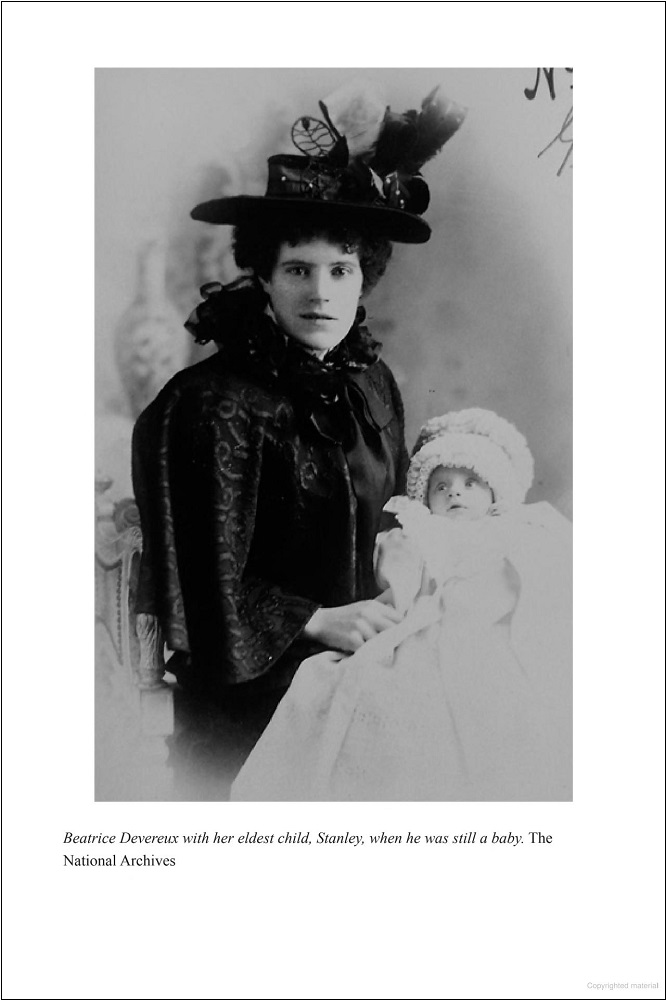 Beatrice Devereux with her eldest child, Stanley, when he was still a baby. The
National Archives
Copyrighted material